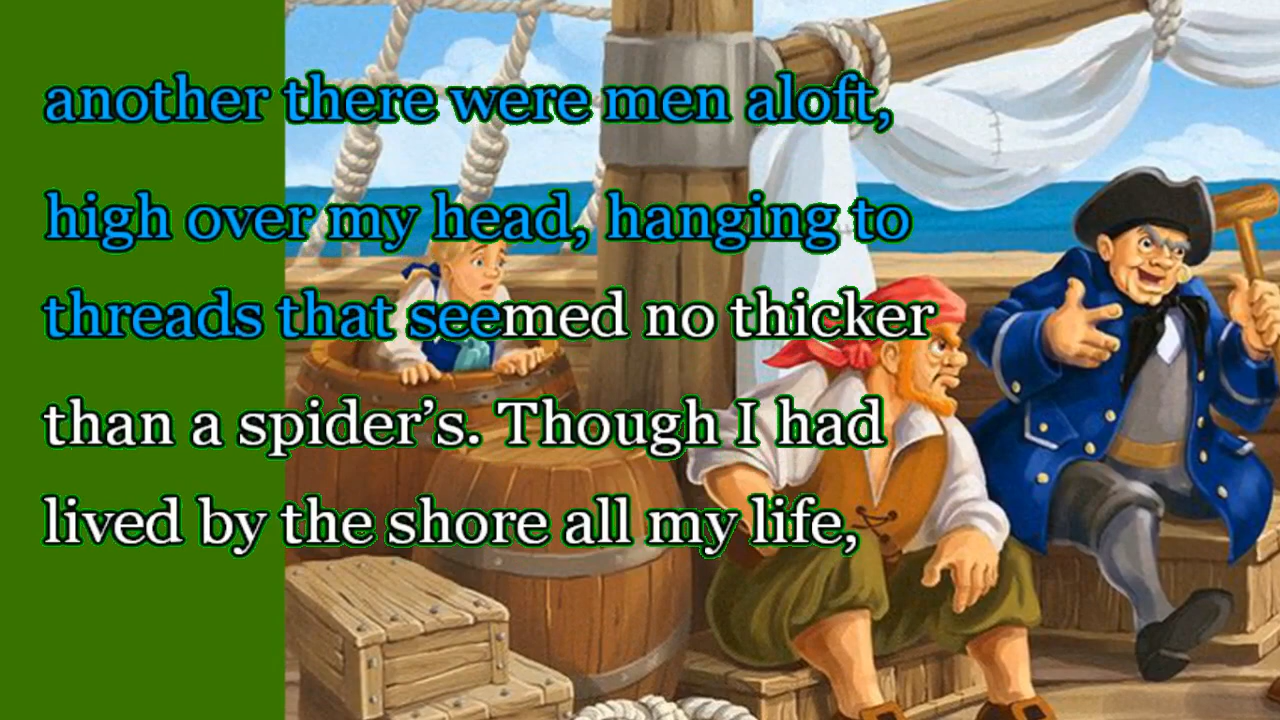 another there were men aloft,
high over my head, hanging to
threads that seemed no thicker
than a spider’s. Though I had
lived by the shore all my life,